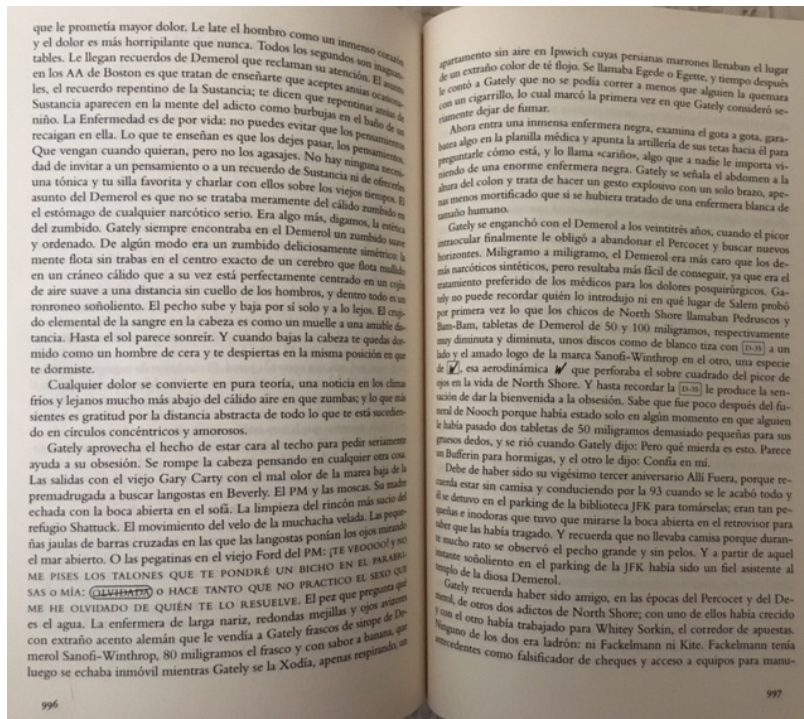 que le prometía mayor dolor. Le late el hombro como un inmenso corazón
y el dolor es más horripilante que nunca. Todos los segundos son inaguan-
tables. Le llegan recuerdos de Demerol que reclaman su atención. El asunto
en los AA de Boston es que tratan de enseñarte que aceptes ansias ocasiona-
les, el recuerdo repentino de la Sustancia; te dicen que repentinas ansias de
Sustancia aparecen en la mente del adicto como burbujas en el baño de un
niño. La Enfermedad es de por vida: no puedes evitar que los pensamientos
recaigan en ella. Lo que te enseñan es que los dejes pasar, los pensamientos.
Que vengan cuando quieran, pero no los agasajes. No hay ninguna necesi-
dad de invitar a un pensamiento o a un recuerdo de Sustancia ni de ofrecerles
una tónica y tu silla favorita y charlar con ellos sobre los viejos tiempos. El
asunto del Demerol es que no se trataba meramente del cálido zumbido en
el estómago de cualquier narcótico serio. Era algo más, digamos, la estética
del zumbido. Gately siempre encontraba en el Demerol un zumbido suave
y ordenado. De algún modo era un zumbido deliciosamente simétrico: la
mente flota sin trabas en el centro exacto de un cerebro que flota mullido
en un cráneo cálido que a su vez está perfectamente centrado en un cojín
de aire suave a una distancia sin cuello de los hombros, y dentro todo es un
ronroneo soñoliento. El pecho sube y baja por sí solo y a lo lejos. El cruji-
do elemental de la sangre en la cabeza es como un muelle a una amable dis-
tancia. Hasta el sol parece sonreír. Y cuando bajas la cabeza te quedas dor-
mido como un hombre de cera y te despiertas en la misma posición en que
te dormiste.
Cualquier dolor se convierte en pura teoría, una noticia en los climas
fríos y lejanos mucho más abajo del cálido aire en que zumbas; y lo que más
sientes es gratitud por la distancia abstracta de todo lo que te está sucedien-
do en círculos concéntricos y amorosos.
Gately aprovecha el hecho de estar cara al techo para pedir seriamente
ayuda a su obsesión. Se rompe la cabeza pensando en cualquier otra cosa.
Las salidas con el viejo Gary Carty con el mal olor de la marea baja de la
premadrugada a buscar langostas en Beverly. El PM y las moscas. Su madre
echada con la boca abierta en el sofá. La limpieza del rincón más sucio del
refugio Shattuck. El movimiento del velo de la muchacha velada. Las peque-
ñas jaulas de barras cruzadas en las que las langostas ponían los ojos mirando
el mar abierto. O las pegatinas en el viejo Ford del PM: ¡TE VEOOOO! Y NO
ME PISES LOS TALONES QUE TE PONDRÉ UN BICHO EN EL PARABRI-
SAS o MÍA: OLVIDADA o HACE TANTO QUE NO PRACTICO EL SEXO QUE
ME HE OLVIDADO DE QUIÉN TE LO RESUELVE. El pez que pregunta qué
es el agua. La enfermera de larga nariz, redondas mejillas y ojos avizores
con extraño acento alemán que le vendía a Gately frascos de sirope de De-
merol Sanofi-Winthrop, 80 miligramos el frasco y con sabor a banana, que
luego se echaba inmóvil mientras Gately se la Xodía, apenas respirando, un
996
apartamento sin aire en Ipswich cuyas persianas marrones llenaban el lugar
de un extraño color de té flojo. Se llamaba Egede o Egette, y tiempo después
le contó a Gately que no se podía correr a menos que alguien la quemara
con un cigarrillo, lo cual marcó la primera vez en que Gately consideró se-
riamente dejar de fumar.
Ahora entra una inmensa enfermera negra, examina el gota a gota, gara-
batea algo en la planilla médica y apunta la artillería de sus tetas hacia él para
preguntarle cómo está, y lo llama «cariño», algo que a nadie le importa vi-
niendo de una enorme enfermera negra. Gately se señala el abdomen a la
altura del colon y trata de hacer un gesto explosivo con un solo brazo, ape-
nas menos mortificado que si se hubiera tratado de una enfermera blanca de
tamaño humano.
Gately se enganchó con el Demerol a los veintitrés años, cuando el picor
intraocular finalmente le obligó a abandonar el Percocet y buscar nuevos
horizontes. Miligramo a miligramo, el Demerol era más caro que los de-
más narcóticos sintéticos, pero resultaba más fácil de conseguir, ya que era el
tratamiento preferido de los médicos para los dolores posquirúrgicos. Ga-
tely no puede recordar quién lo introdujo ni en qué lugar de Salem probó
por primera vez lo que los chicos de North Shore llamaban Pedruscos y
Bam-Bam, tabletas de Demerol de 50 y 100 miligramos, respectivamente
muy diminuta y diminuta, unos discos como de blanco tiza con D-35 a un
lado y el amado logo de la marca Sanofi-Winthrop en el otro, una especie
de , esa aerodinámica que perforaba el sobre cuadrado del picor de
ojos en la vida de North Shore. Y hasta recordar la D-35 le produce la sen-
sación de dar la bienvenida a la obsesión. Sabe que fue poco después del fu-
neral de Nooch porque había estado solo en algún momento en que alguien
le había pasado dos tabletas de 50 miligramos demasiado pequeñas para sus
gruesos dedos, y se rió cuando Gately dijo: Pero qué mierda es esto. Parece
un Bufferin para hormigas, y el otro le dijo: Confía en mí.
Debe de haber sido su vigésimo tercer aniversario Allí Fuera, porque re-
cuerda estar sin camisa y conduciendo por la 93 cuando se le acabó todo y
él se detuvo en el parking de la biblioteca JFK para tomárselas; eran tan pe-
queñas e inodoras que tuvo que mirarse la boca abierta en el retrovisor para
saber que las había tragado. Y recuerda que no llevaba camisa porque duran-
te mucho rato se observó el pecho grande y sin pelos. Y a partir de aquel
instante soñoliento en el parking de la JFK había sido un fiel asistente al
templo de la diosa Demerol.
Gately recuerda haber sido amigo, en las épocas del Percocet y del De-
merol, de otros dos adictos de North Shore; con uno de ellos había crecido
y con el otro había trabajado para Whitey Sorkin, el corredor de apuestas.
Ninguno de los dos era ladrón: ni Fackelmann ni Kite. Fackelmann tenía
antecedentes como falsificador de cheques y acceso a equipos para manu-
997